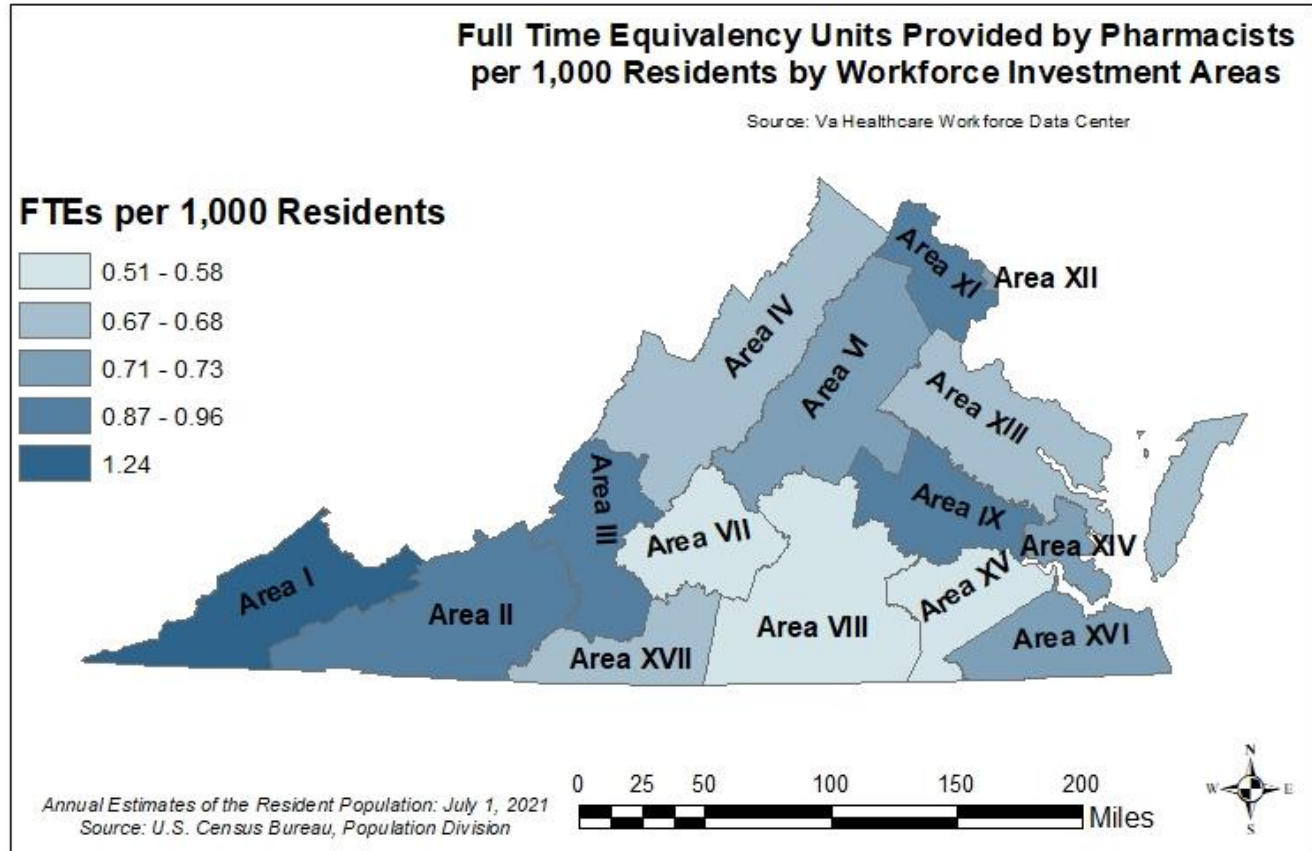 Full Time Equivalency Units Provided by Pharmacists
per 1,000 Residents by Workforce Investment Areas
Source: Va Healthcare Workforce Data Center
FTEs per 1,000 Residents
0.51 - 0.58
0.67 - 0.68
0.71 - 0.73
0.87 - 0.96
1.24
Area XI
Area XII
Area IV
Area VI
Area XIII
Area III
Area IX
Area VII
Area XIV
Area XV
Area I
Area II
Area VIII
Area XVI
Area XVII
Annual Estimates of the Resident Population: July 1, 2021
Source: U.S. Census Bureau, Population Division
0 25 50 100 150 200
Miles
N
W E
S